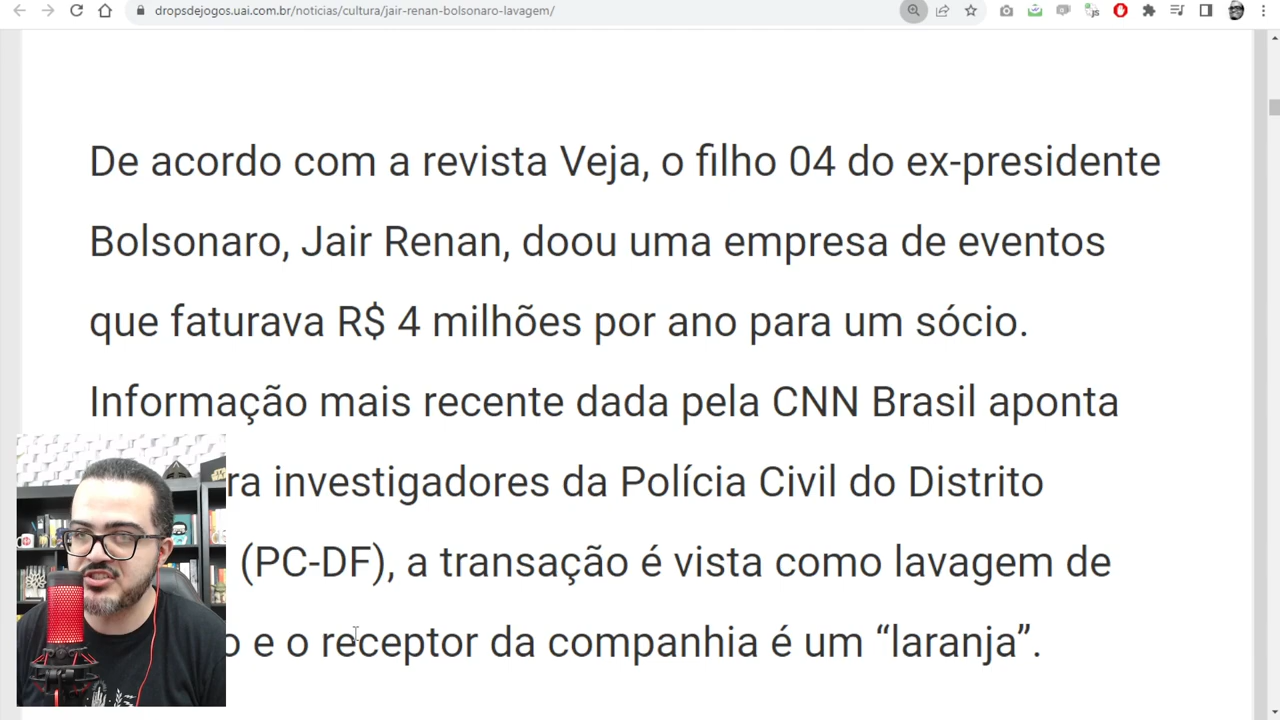 dropsdejogos.uai.com.br/noticias/cultura/jair-renan-bolsonaro-lavagem/
De acordo com a revista Veja, o filho 04 do ex-presidente
Bolsonaro, Jair Renan, doou uma empresa de eventos
que faturava R$ 4 milhões por ano para um sócio.
Informação mais recente dada pela CNN Brasil aponta
ra investigadores da Polícia Civil do Distrito
(PC-DF), a transação é vista como lavagem de
o e o receptor da companhia é um “laranja”.